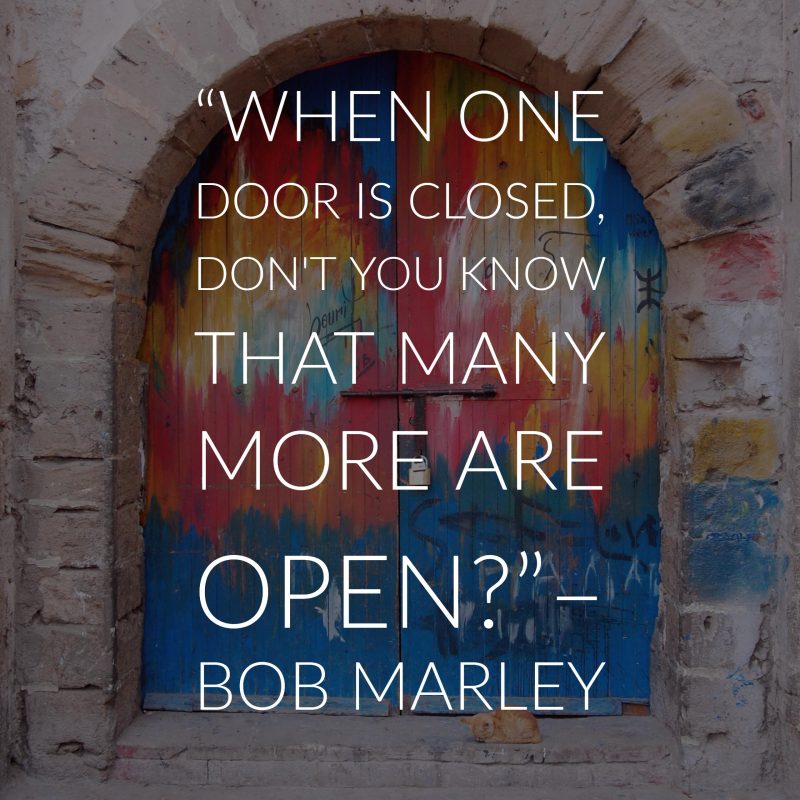 “WHEN ONE
DOOR IS CLOSED,
DON'T YOU KNOW
THAT MANY
MORE ARE
OPEN?”–
BOB MARLEY